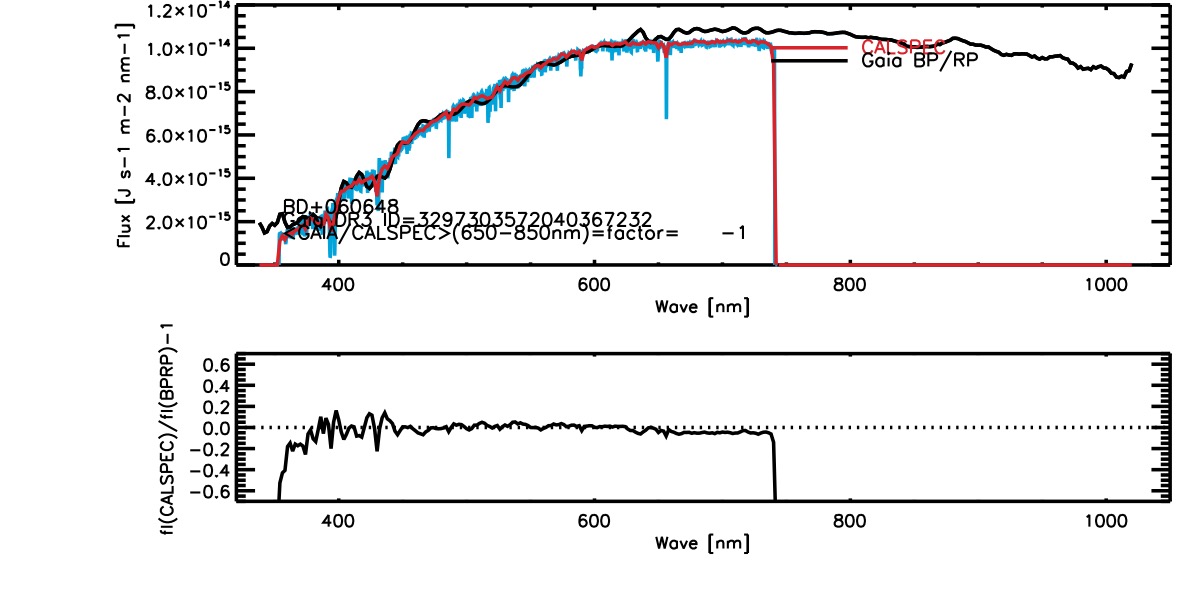 1.2×10⁻¹⁴
1.0×10⁻¹⁴
8.0×10⁻¹⁵
6.0×10⁻¹⁵
4.0×10⁻¹⁵
2.0×10⁻¹⁵
0
Flux [J s−1 m−2 nm−1]
CALSPEC
Gaia BP/RP
BD+060648
Gaia DR3 ID=3297303572040367232
<GAIA/CALSPEC>(650−850nm)=factor= −1
400 600 800 1000
Wave [nm]
fl(CALSPEC)/fl(BPRP)−1
0.6
0.4
0.2
0.0
−0.2
−0.4
−0.6
400 600 800 1000
Wave [nm]